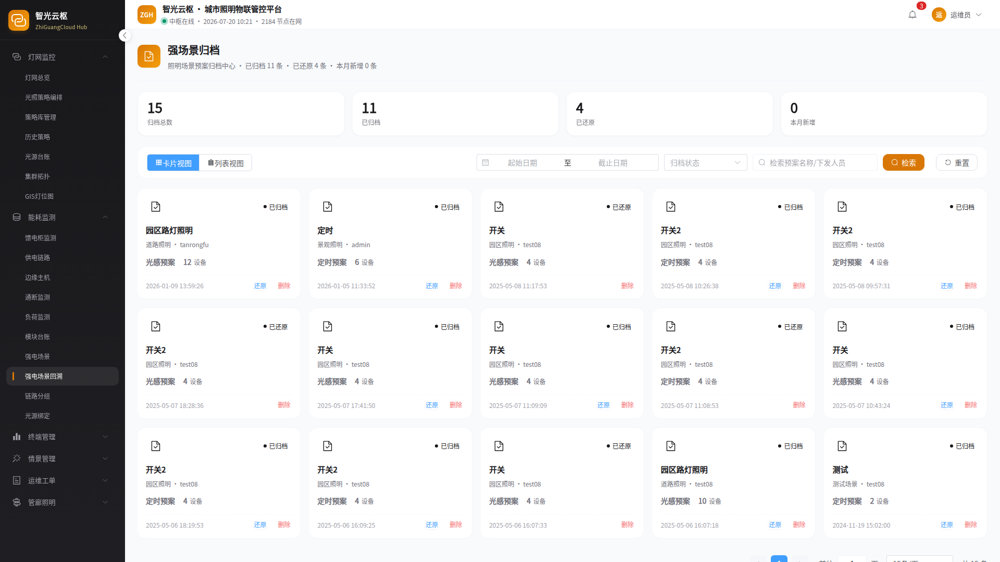 智光云枢
ZhiGuangCloud Hub
灯网监控
灯网总览
光照策略编排
策略库管理
历史策略
光源台账
集群拓扑
GIS灯位图
能耗监测
馈电柜监测
供电链路
边缘主机
通断监测
负荷监测
模块台账
强电场景
强电场景回溯
链路分组
光源绑定
终端管理
情景管理
运维工单
管廊照明
ZGH
智光云枢 • 城市照明物联管控平台
中枢在线 • 2026-07-20 10:21 • 2184 节点在网
3
运 运维员
强场景归档
照明场景预案归档中心 • 已归档 11 条 • 已还原 4 条 • 本月新增 0 条
15
归档总数
11
已归档
4
已还原
0
本月新增
卡片视图 列表视图 起始日期 至 截止日期 归档状态 检索预案名称/下发人员 检索 重置
已归档
园区路灯照明
道路照明 • tanrongfu
光感预案 12 设备
2026-01-09 13:59:26 还原 删除
已归档
定时
景观照明 • admin
定时预案 6 设备
2026-01-05 11:33:52 还原 删除
已还原
开关
园区照明 • test08
光感预案 4 设备
2025-05-08 11:17:53 删除
已归档
开关2
园区照明 • test08
定时预案 4 设备
2025-05-08 10:26:38 还原 删除
已归档
开关2
园区照明 • test08
定时预案 4 设备
2025-05-08 09:57:31 还原 删除
已还原
开关2
园区照明 • test08
光感预案 4 设备
2025-05-07 18:28:36 删除
已归档
开关
园区照明 • test08
光感预案 4 设备
2025-05-07 17:41:50 还原 删除
已归档
开关
园区照明 • test08
光感预案 4 设备
2025-05-07 11:09:09 还原 删除
已还原
开关2
园区照明 • test08
定时预案 4 设备
2025-05-07 11:08:53 删除
已归档
开关
园区照明 • test08
光感预案 4 设备
2025-05-07 10:43:24 还原 删除
已归档
开关2
园区照明 • test08
定时预案 4 设备
2025-05-06 18:19:53 还原 删除
已归档
开关2
园区照明 • test08
定时预案 4 设备
2025-05-06 16:09:25 还原 删除
已还原
开关
园区照明 • test08
光感预案 4 设备
2025-05-06 16:07:33 删除
已归档
园区路灯照明
道路照明 • test08
光感预案 10 设备
2025-05-06 16:07:18 还原 删除
已归档
测试
测试场景 • test08
定时预案 2 设备
2024-11-19 15:02:00 还原 删除